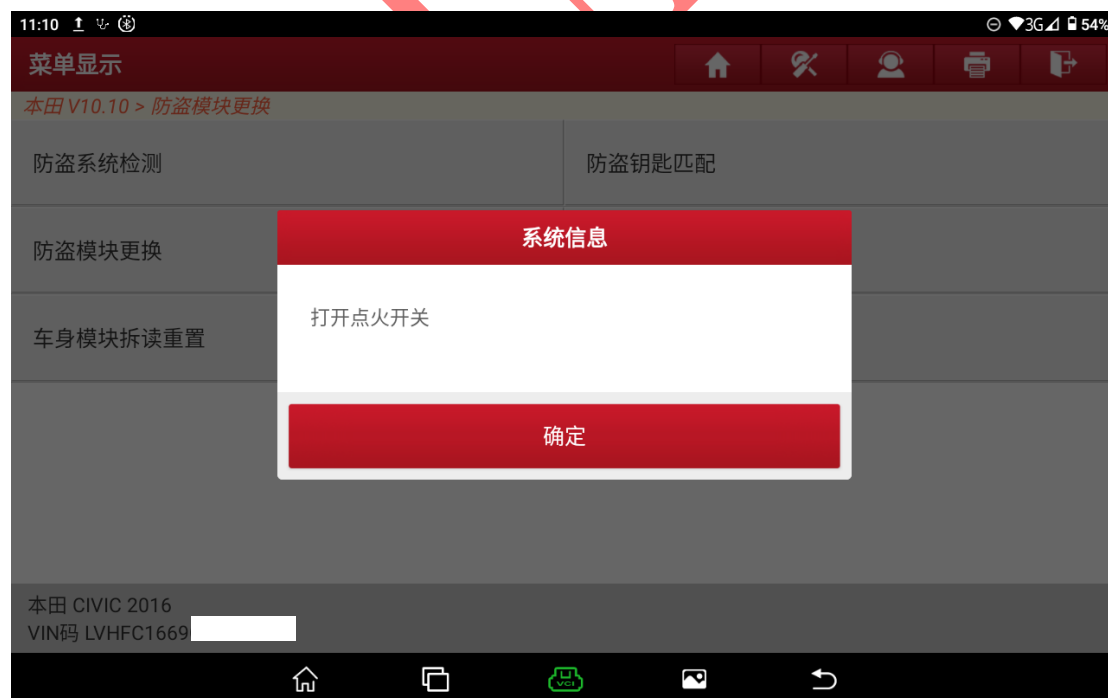 11:10
3G 54%
菜单显示
本田 V10.10 > 防盗模块更换
防盗系统检测
防盗钥匙匹配
防盗模块更换
系统信息
打开点火开关
车身模块拆读重置
确定
本田 CIVIC 2016
VIN码 LVHFC1669
VCI